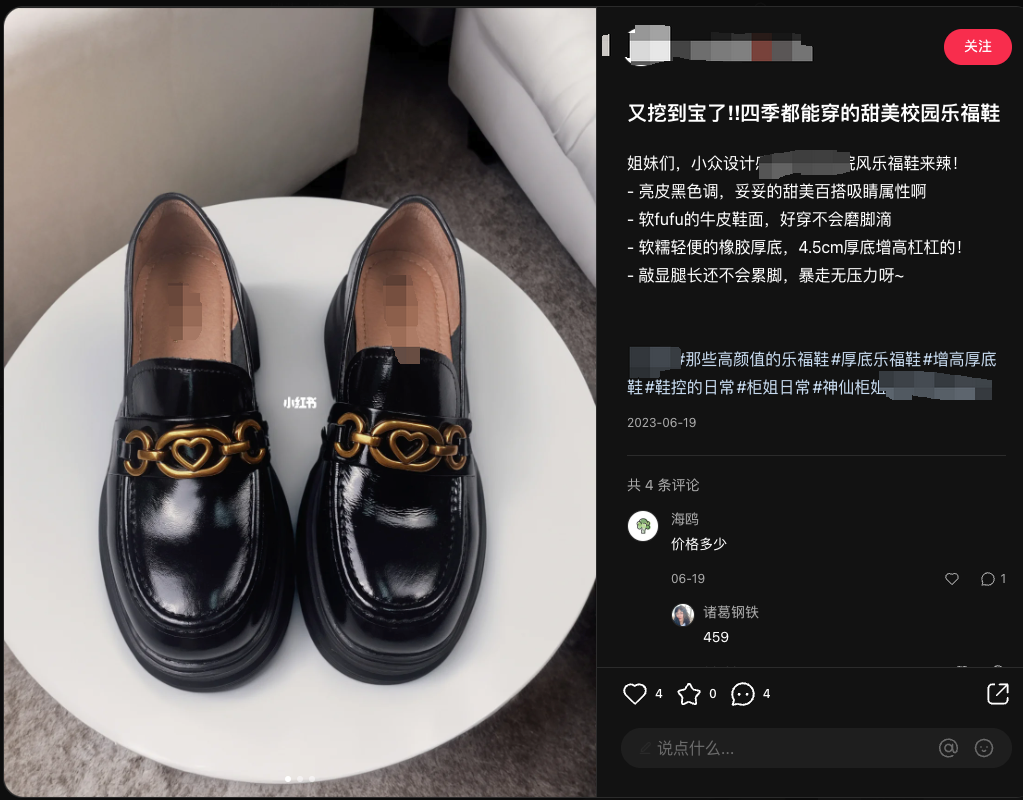 关注
又挖到宝了!!四季都能穿的甜美校园乐福鞋
姐妹们，小众设计 风乐福鞋来辣！
- 亮皮黑色调，妥妥的甜美百搭吸睛属性啊
- 软fufu的牛皮鞋面，好穿不会磨脚滴
- 软糯轻便的橡胶厚底，4.5cm厚底增高杠杠的！
- 敲显腿长还不会累脚，暴走无压力呀~
#那些高颜值的乐福鞋#厚底乐福鞋#增高厚底
鞋#鞋控的日常#柜姐日常#神仙柜姐
小红书
2023-06-19
共 4 条评论
海鸥
价格多少
06-19
1
诸葛钢铁
459
4 0 4
说点什么...